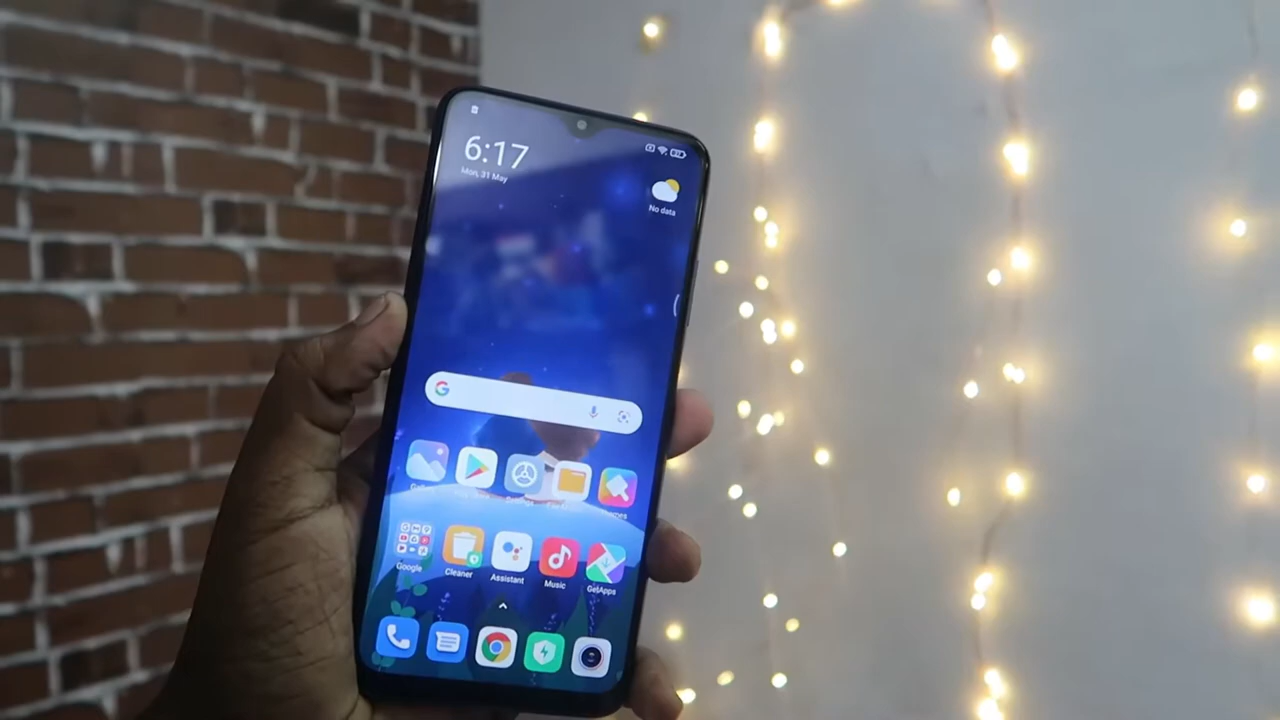 6:17
Mon, 31 May
No data
Google
Cleaner
Assistant
Music
GetApps